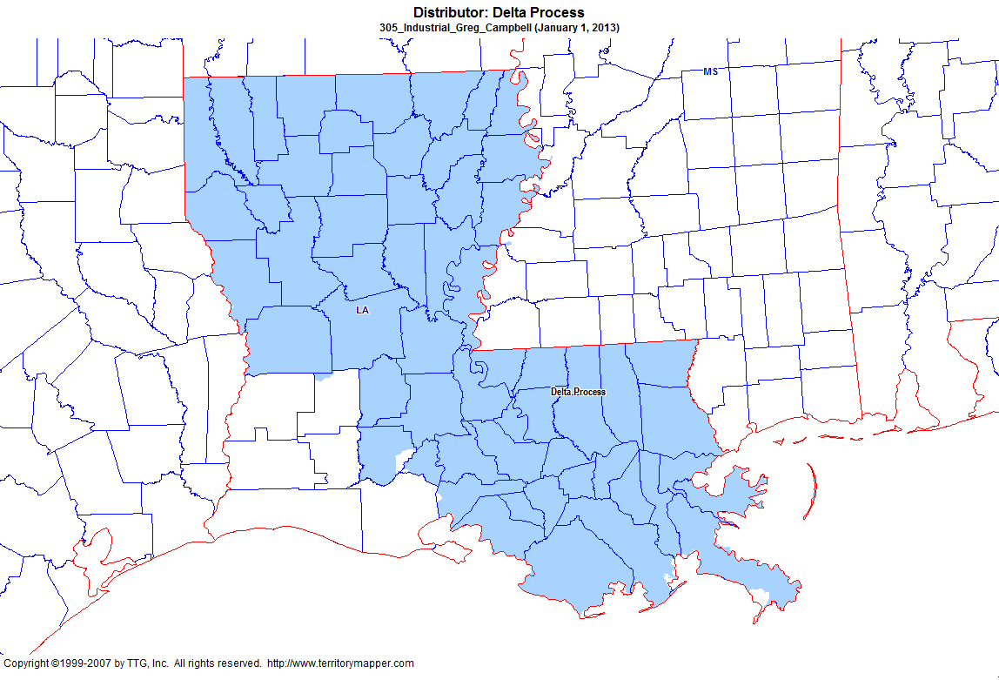 Distributor: Delta Process
305_Industrial_Greg_Campbell (January 1, 2013)
MS
LA
Delta.Process
Copyright ©1999-2007 by TTG, Inc.  All rights reserved.  http://www.territorymapper.com